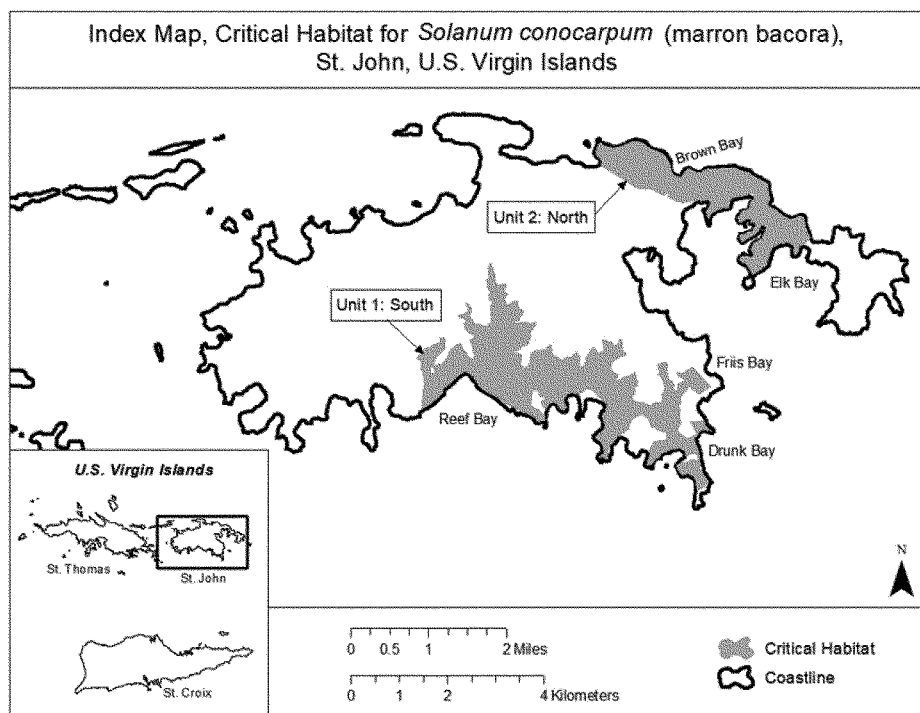 Index Map, Critical Habitat for Solanum conocarpum (marron bacora),
St. John, U.S. Virgin Islands
Brown Bay
Unit 2: North
Elk Bay
Unit 1: South
Friis Bay
Reef Bay
Drunk Bay
U.S. Virgin Islands
St. Thomas
St. John
St. Croix
N
0 0.5 1 2 Miles
0 1 2 4 Kilometers
Critical Habitat
Coastline